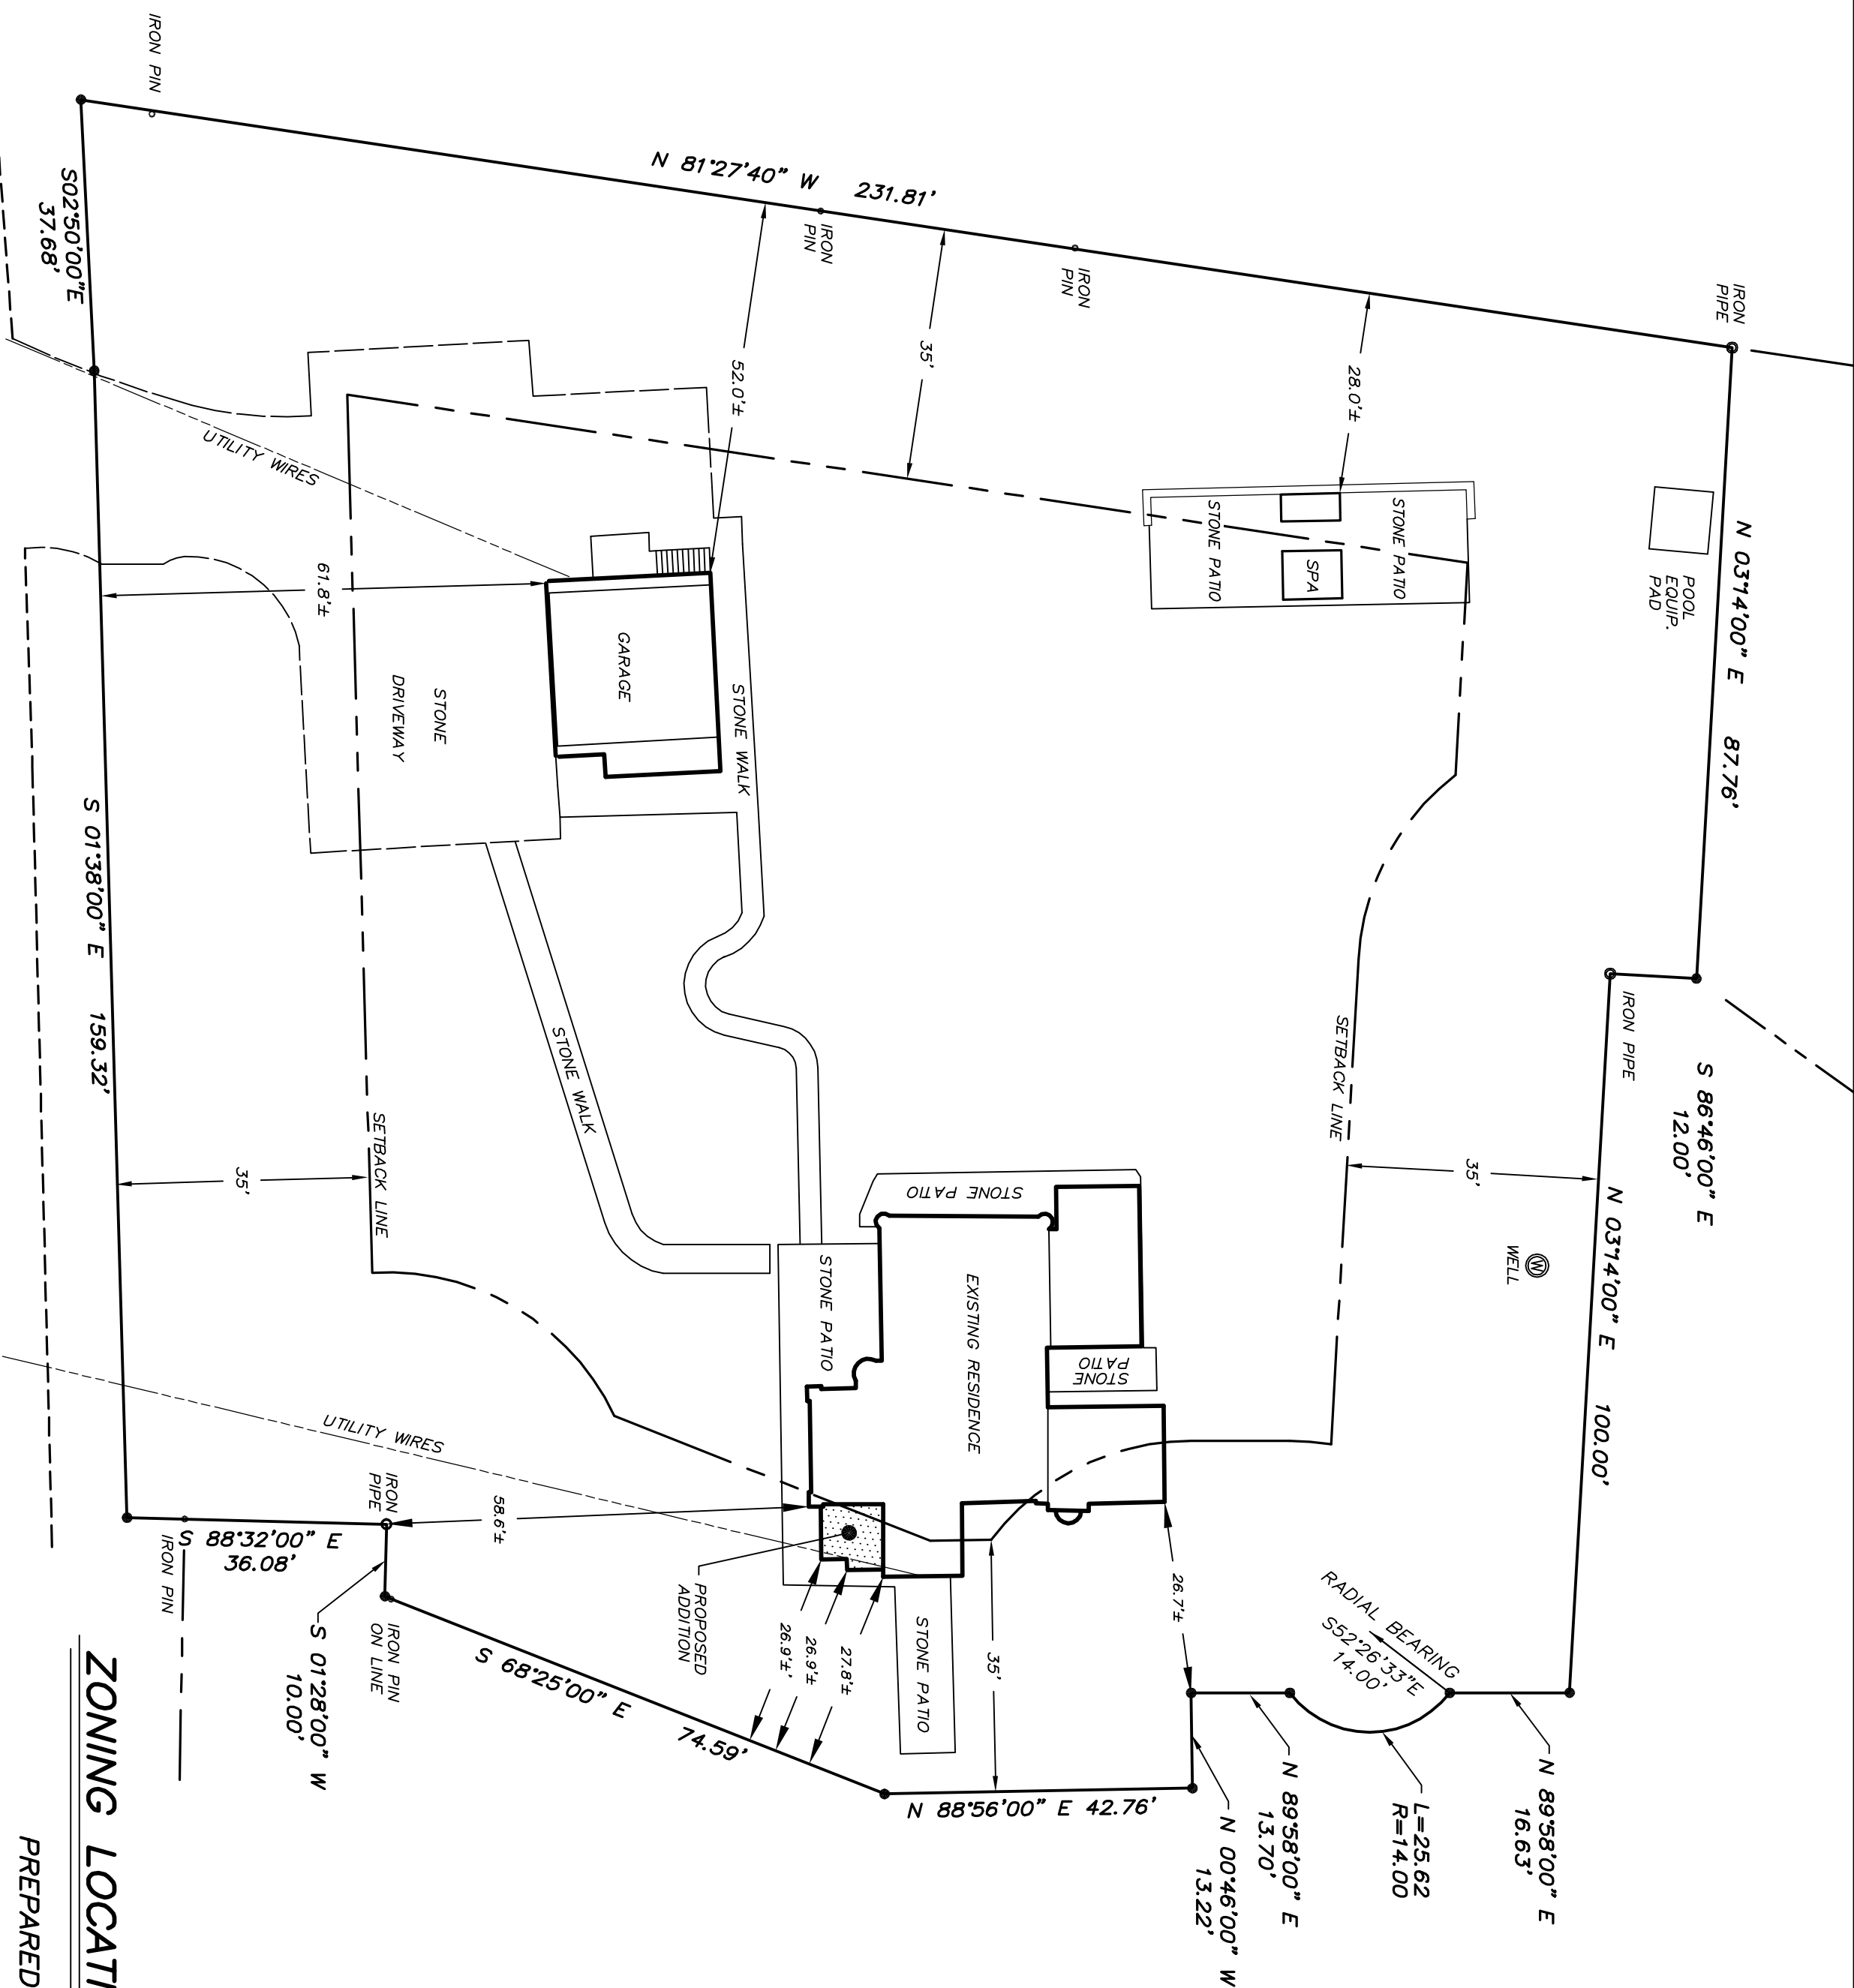 IRON PIN
N 81°27'40" W 231.81'
IRON
PIN
IRON
PIN
IRON
PIPE
S02°50'00"E
37.68'
52.0'±
35'
28.0'±
UTILITY WIRES
STONE PATIO
SPA
STONE PATIO
POOL
EQUIP.
PAD
N 03°14'00" E 87.76'
61.8'±
GARAGE
STONE WALK
STONE
DRIVEWAY
S 01°38'00" E 159.32'
IRON PIPE
S 86°46'00" E
12.00'
STONE WALK
SETBACK LINE
SETBACK LINE
35'
35'
N 03°14'00" E 100.00'
W
WELL
STONE PATIO
STONE PATIO
EXISTING RESIDENCE
STONE
PATIO
UTILITY WIRES
IRON
PIPE
58.6'±
S 88°32'00" E
36.08'
IRON PIN
PROPOSED
ADDITION
IRON PIN
ON LINE
S 01°28'00" W
10.00'
S 68°25'00" E 74.59'
26.9'±'
26.9'±
27.8'±
STONE PATIO
35'
26.7'±
RADIAL BEARING
S52°26'33"E
14.00'
N 88°56'00" E 42.76'
N 89°58'00" E
16.63'
L=25.62
R=14.00
N 89°58'00" E
13.70'
N 00°46'00" W
13.22'
ZONING LOCATI
PREPARED